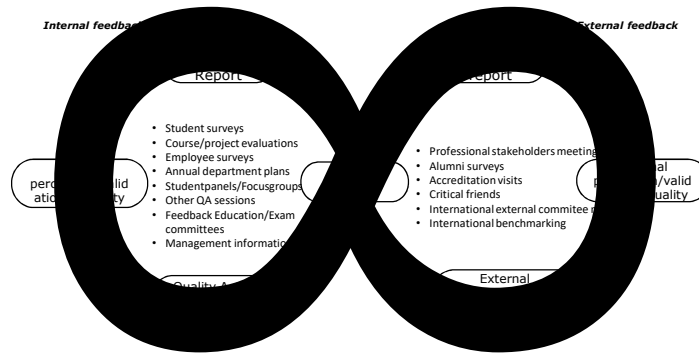 Internal feedback
External feedback
Report
report
• Student surveys
• Course/project evaluations
• Employee surveys
• Annual department plans
• Studentpanels/Focusgroups
• Other QA sessions
• Feedback Education/Exam
committees
• Management information
• Professional stakeholders meeting
• Alumni surveys
• Accreditation visits
• Critical friends
• International external commitee
• International benchmarking
Quality
External